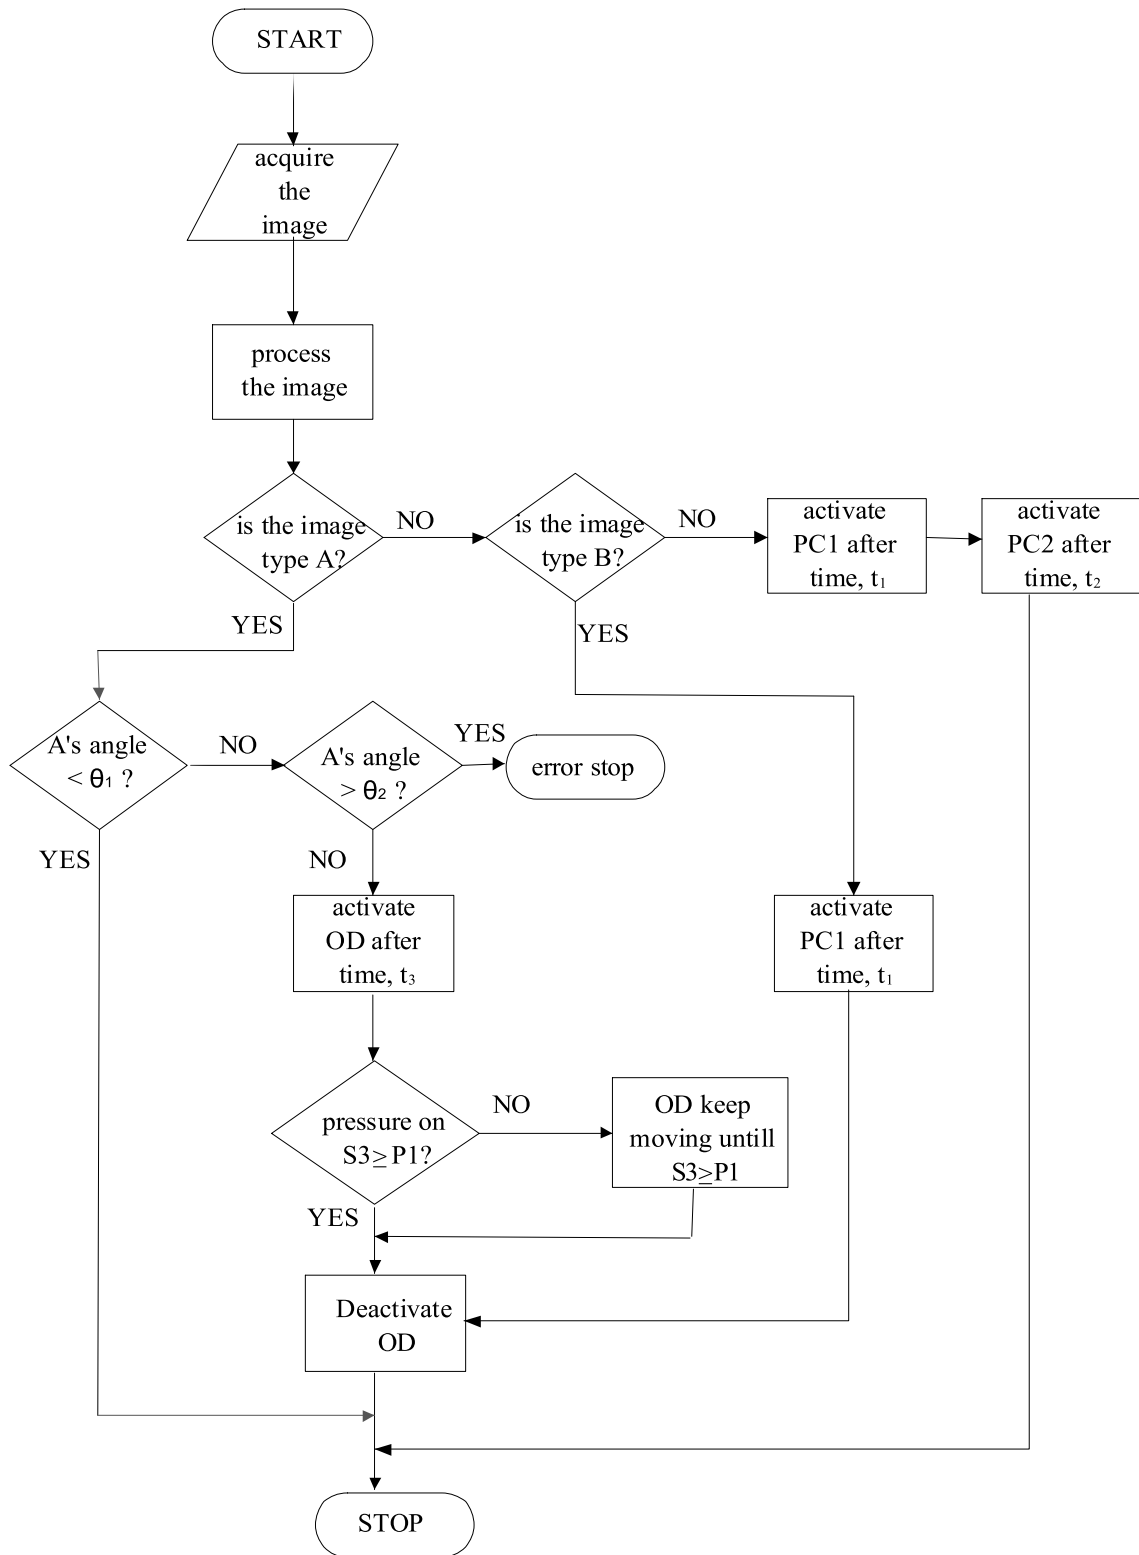 START
acquire
the
image
process
the image
is the image
type A?
NO
is the image
type B?
NO
activate
PC1 after
time, t₁
activate
PC2 after
time, t₂
YES
YES
A's angle
< θ₁ ?
NO
A's angle
> θ₂ ?
YES
error stop
YES
NO
activate
OD after
time, t₃
activate
PC1 after
time, t₁
pressure on
S3≥P1?
NO
OD keep
moving untill
S3≥P1
YES
Deactivate
OD
STOP